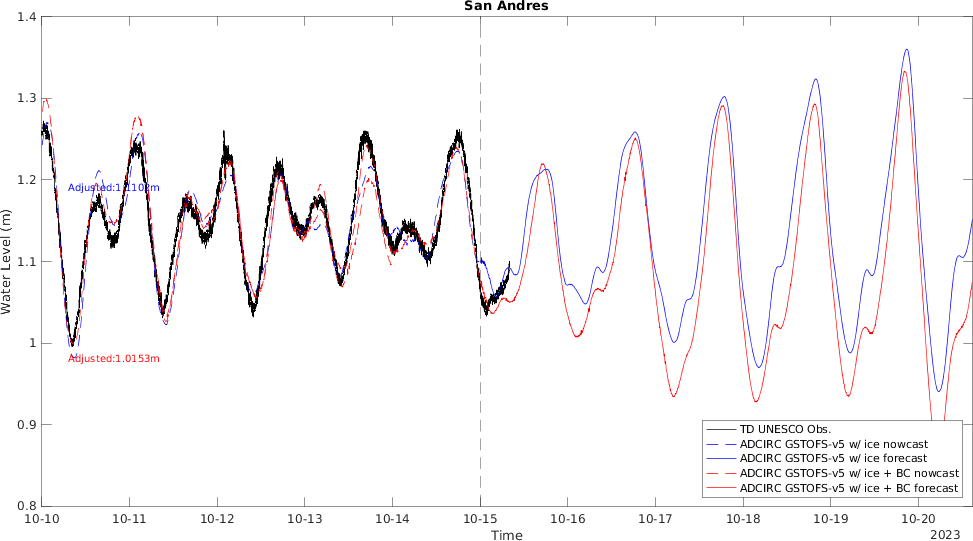 San Andres
1.4
1.3
1.2
1.1
1
0.9
0.8
Water Level (m)
Adjusted:1.1102m
Adjusted:1.0153m
TD UNESCO Obs.
ADCIRC GSTOFS-v5 w/ ice nowcast
ADCIRC GSTOFS-v5 w/ ice forecast
ADCIRC GSTOFS-v5 w/ ice + BC nowcast
ADCIRC GSTOFS-v5 w/ ice + BC forecast
10-10 10-11 10-12 10-13 10-14 10-15 10-16 10-17 10-18 10-19 10-20
Time
2023